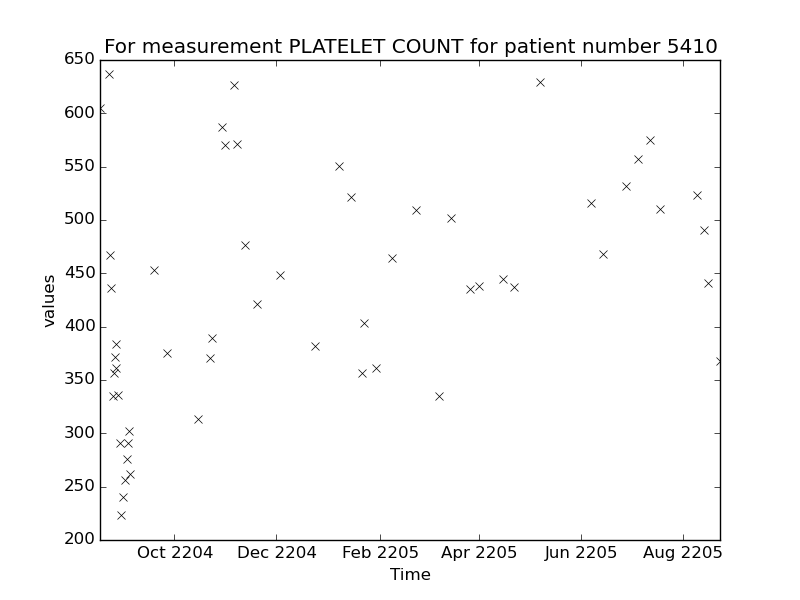 For measurement PLATELET COUNT for patient number 5410
650
600
550
500
450
400
350
300
250
200
values
Oct 2204 Dec 2204 Feb 2205 Apr 2205 Jun 2205 Aug 2205
Time